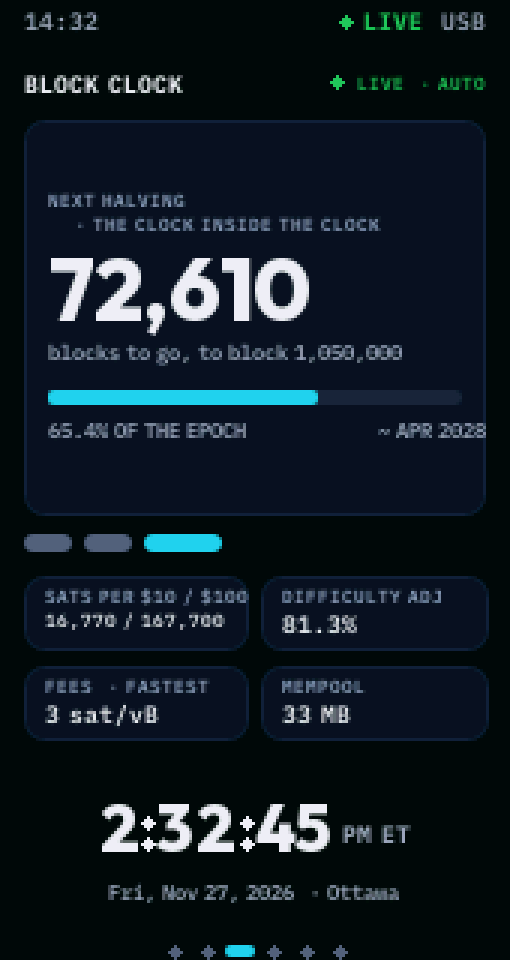 14:32 LIVE USB
BLOCK CLOCK LIVE · AUTO
NEXT HALVING
· THE CLOCK INSIDE THE CLOCK
72,610
blocks to go, to block 1,050,000
65.4% OF THE EPOCH ~ APR 2028
SATS PER $10 / $100 DIFFICULTY ADJ
16,770 / 167,700 81.3%
FEES · FASTEST MEMPOOL
3 sat/vB 33 MB
2:32:45 PM ET
Fri, Nov 27, 2026 · Ottawa